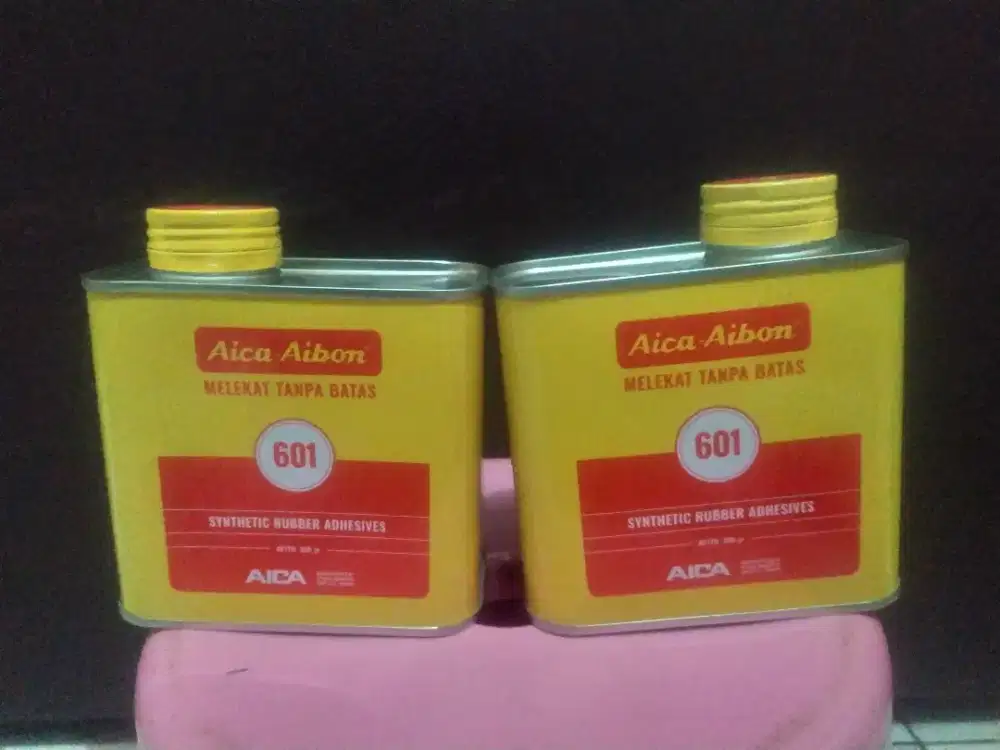 Aica Aibon
MELEKAT TANPA BATAS
601
SYNTHETIC RUBBER ADHESIVES
AICA
Aica-Aibon
MELEKAT TANPA BATAS
601
SYNTHETIC RUBBER ADHESIVES
AICA